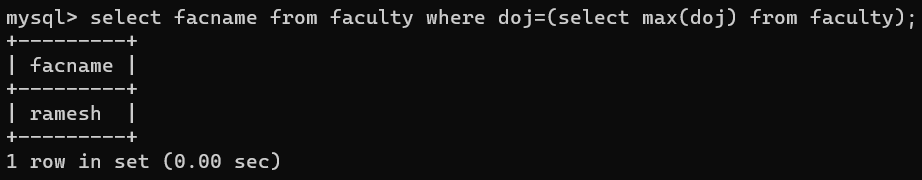 mysql> select facname from faculty where doj=(select max(doj) from faculty);
+---------+
| facname |
+---------+
| ramesh  |
+---------+
1 row in set (0.00 sec)